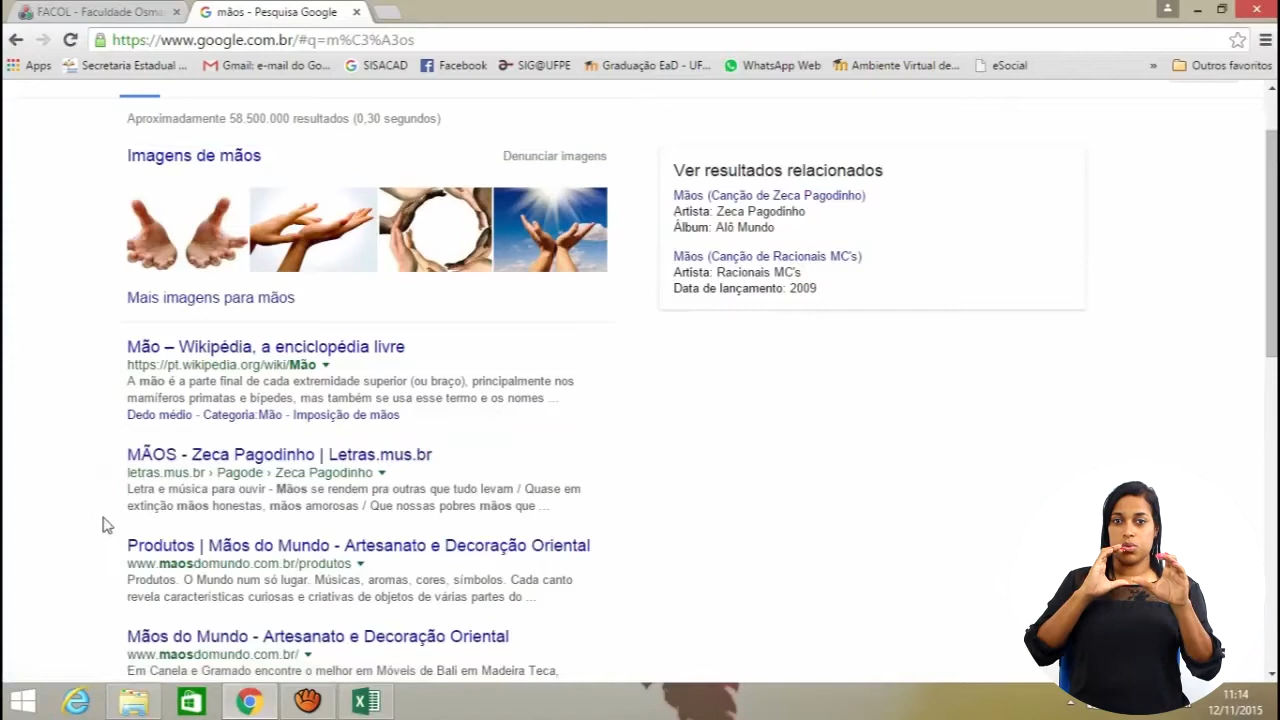 FACOL - Faculdade Osma
mãos - Pesquisa Google
https://www.google.com.br/#q=m%C3%A3os
Apps
Secretaria Estadual ...
Gmail: e-mail do Go...
SISACAD
Facebook
SIG@UFPE
Graduação EaD - UF...
WhatsApp Web
Ambiente Virtual de...
eSocial
»
Outros favoritos
Aproximadamente 58.500.000 resultados (0,30 segundos)
Imagens de mãos
Denunciar imagens
Mais imagens para mãos
Ver resultados relacionados
Mãos (Canção de Zeca Pagodinho)
Artista: Zeca Pagodinho
Álbum: Alô Mundo
Mãos (Canção de Racionais MC's)
Artista: Racionais MC's
Data de lançamento: 2009
Mão – Wikipédia, a enciclopédia livre
https://pt.wikipedia.org/wiki/Mão
A mão é a parte final de cada extremidade superior (ou braço), principalmente nos
mamíferos primatas e bípedes, mas também se usa esse termo e os nomes ...
Dedo médio - Categoria:Mão - Imposição de mãos
MÃOS - Zeca Pagodinho | Letras.mus.br
letras.mus.br › Pagode › Zeca Pagodinho
Letra e música para ouvir - Mãos se rendem pra outras que tudo levam / Quase em
extinção mãos honestas, mãos amorosas / Que nossas pobres mãos que ...
Produtos | Mãos do Mundo - Artesanato e Decoração Oriental
www.maosdomundo.com.br/produtos
Produtos. O Mundo num só lugar. Músicas, aromas, cores, símbolos. Cada canto
revela características curiosas e criativas de objetos de várias partes do ...
Mãos do Mundo - Artesanato e Decoração Oriental
www.maosdomundo.com.br/
Em Canela e Gramado encontre o melhor em Móveis de Bali em Madeira Teca,
11:14
12/11/2015